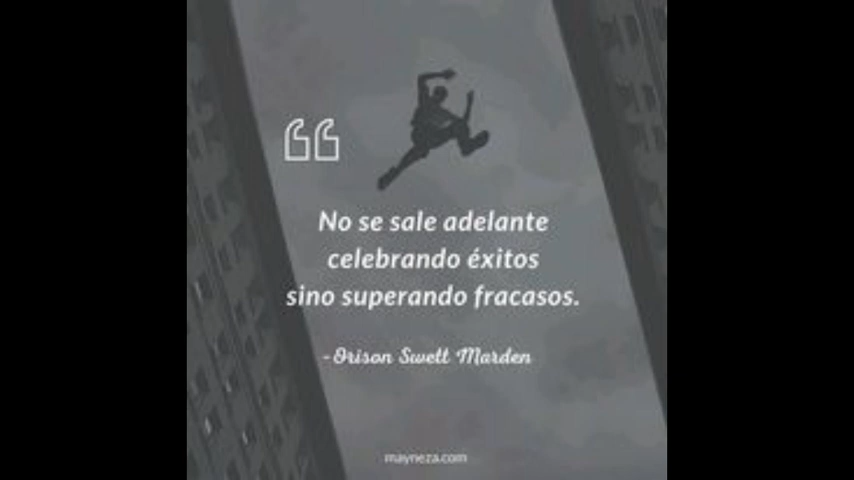 No se sale adelante
celebrando éxitos
sino superando fracasos.
-Orison Swett Marden
mayneza.com